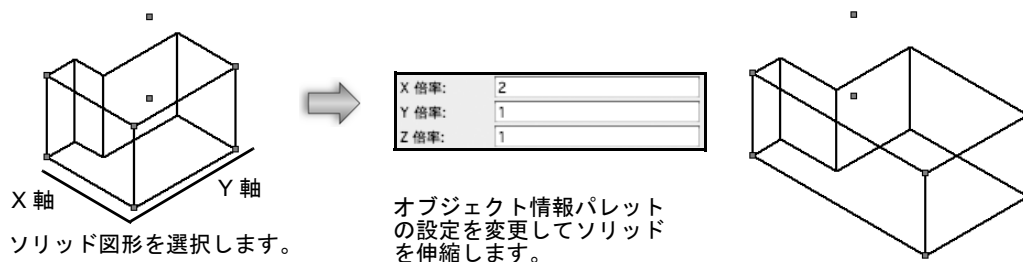 X 軸
Y 軸
ソリッド図形を選択します。
X 倍率: 2
Y 倍率: 1
Z 倍率: 1
オブジェクト情報パレット
の設定を変更してソリッド
を伸縮します。